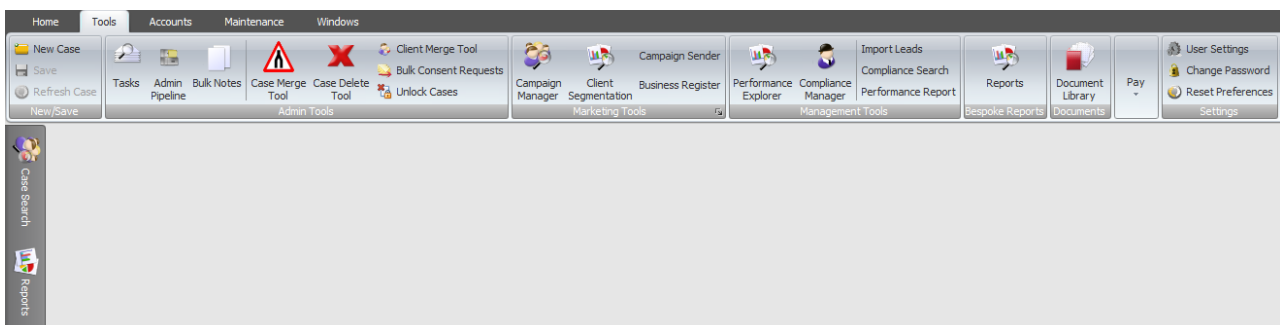 Home Tools Accounts Maintenance Windows
New Case
Save
Refresh Case
New/Save
Tasks
Admin
Pipeline
Bulk Notes
Case Merge
Tool
Case Delete
Tool
Client Merge Tool
Bulk Consent Requests
Unlock Cases
Admin Tools
Campaign
Manager
Client
Segmentation
Campaign Sender
Business Register
Marketing Tools
Performance
Explorer
Compliance
Manager
Import Leads
Compliance Search
Performance Report
Management Tools
Reports
Bespoke Reports
Document
Library
Documents
Pay
User Settings
Change Password
Reset Preferences
Settings
Case Search
Reports